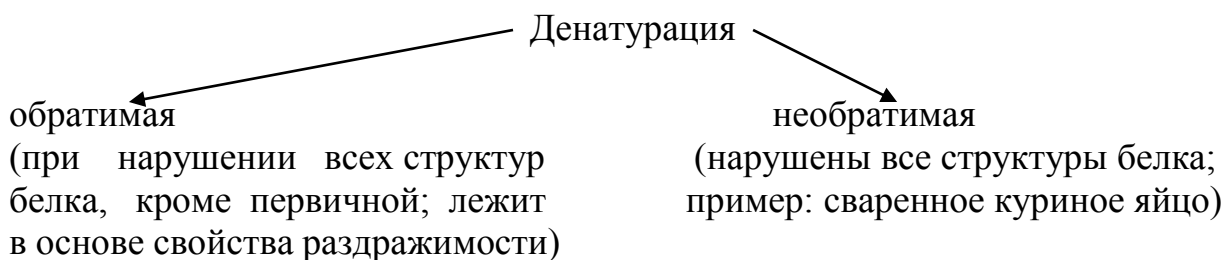 Денатурация
обратимая
(при нарушении всех структур
белка, кроме первичной; лежит
в основе свойства раздражимости)
необратимая
(нарушены все структуры белка;
пример: сваренное куриное яйцо)